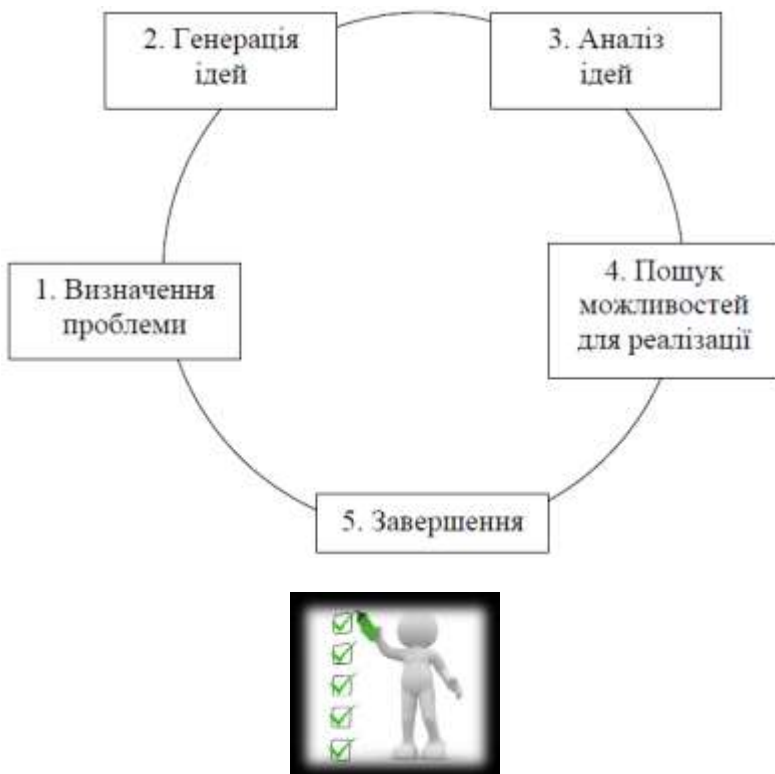 1. Визначення
проблеми
2. Генерація
ідей
3. Аналіз
ідей
4. Пошук
можливостей
для реалізації
5. Завершення